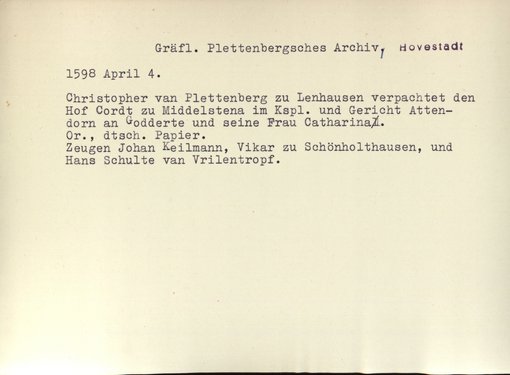 Gräfl. Plettenbergsches Archiv, Hovestadt
1598 April 4.
Christopher van Plettenberg zu Lenhausen verpachtet den
Hof Cordt zu Middelstena im Kspl. und Gericht Atten-
dorn an Godderte und seine Frau Catharina.
Or., dtsch. Papier.
Zeugen Johan Keilmann, Vikar zu Schönholthausen, und
Hans Schulte van Vrilentropf.